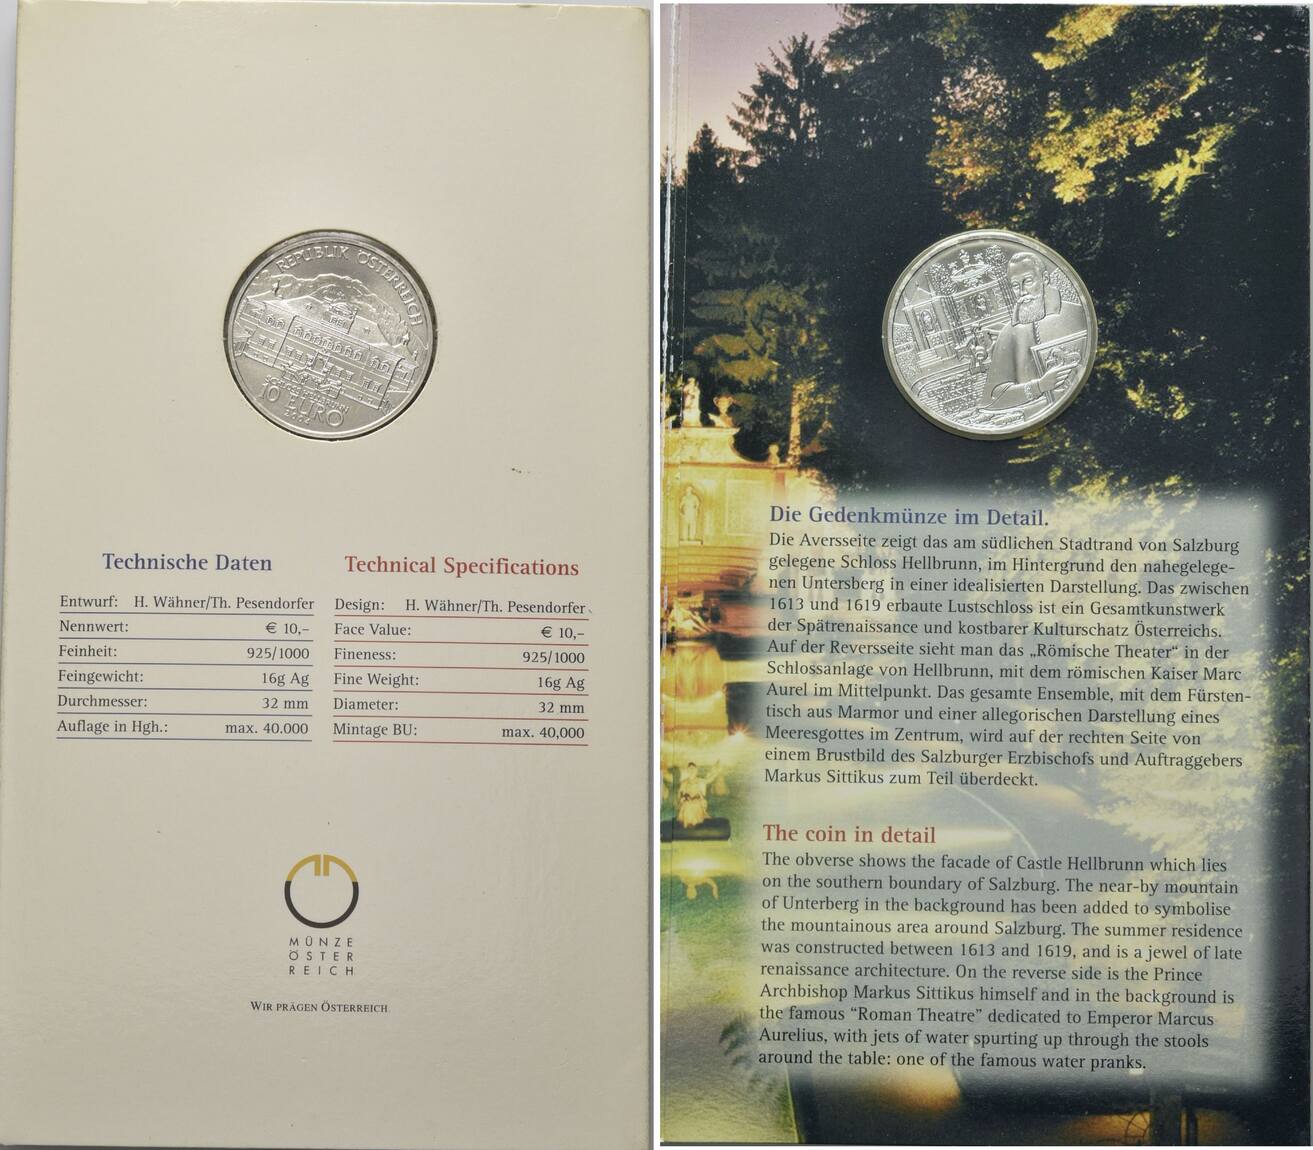 REPUBLIK ÖSTERREICH
10 EURO
Technische Daten
Entwurf: H. Wähner/Th. Pesendorfer
Nennwert: € 10,–
Feinheit: 925/1000
Feingewicht: 16g Ag
Durchmesser: 32 mm
Auflage in Hgh.: max. 40.000
Technical Specifications
Design: H. Wähner/Th. Pesendorfer
Face Value: € 10,–
Fineness: 925/1000
Fine Weight: 16g Ag
Diameter: 32 mm
Mintage BU: max. 40,000
MÜNZE
ÖSTER
REICH
WIR PRÄGEN ÖSTERREICH.
Die Gedenkmünze im Detail.
Die Aversseite zeigt das am südlichen Stadtrand von Salzburg
gelegene Schloss Hellbrunn, im Hintergrund den nahegelege-
nen Untersberg in einer idealisierten Darstellung. Das zwischen
1613 und 1619 erbaute Lustschloss ist ein Gesamtkunstwerk
der Spätrenaissance und kostbarer Kulturschatz Österreichs.
Auf der Reversseite sieht man das „Römische Theater“ in der
Schlossanlage von Hellbrunn, mit dem römischen Kaiser Marc
Aurel im Mittelpunkt. Das gesamte Ensemble, mit dem Fürsten-
tisch aus Marmor und einer allegorischen Darstellung eines
Meeresgottes im Zentrum, wird auf der rechten Seite von
einem Brustbild des Salzburger Erzbischofs und Auftraggebers
Markus Sittikus zum Teil überdeckt.
The coin in detail
The obverse shows the facade of Castle Hellbrunn which lies
on the southern boundary of Salzburg. The near-by mountain
of Unterberg in the background has been added to symbolise
the mountainous area around Salzburg. The summer residence
was constructed between 1613 and 1619, and is a jewel of late
renaissance architecture. On the reverse side is the Prince
Archbishop Markus Sittikus himself and in the background is
the famous “Roman Theatre” dedicated to Emperor Marcus
Aurelius, with jets of water spurting up through the stools
around the table: one of the famous water pranks.